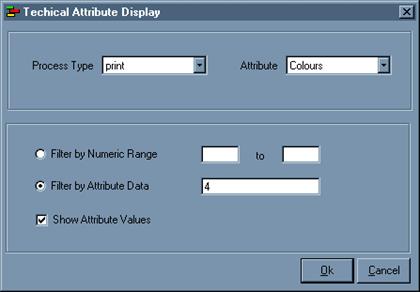 Techical Attribute Display
Process Type print Attribute Colours
Filter by Numeric Range to
Filter by Attribute Data 4
Show Attribute Values
Ok Cancel